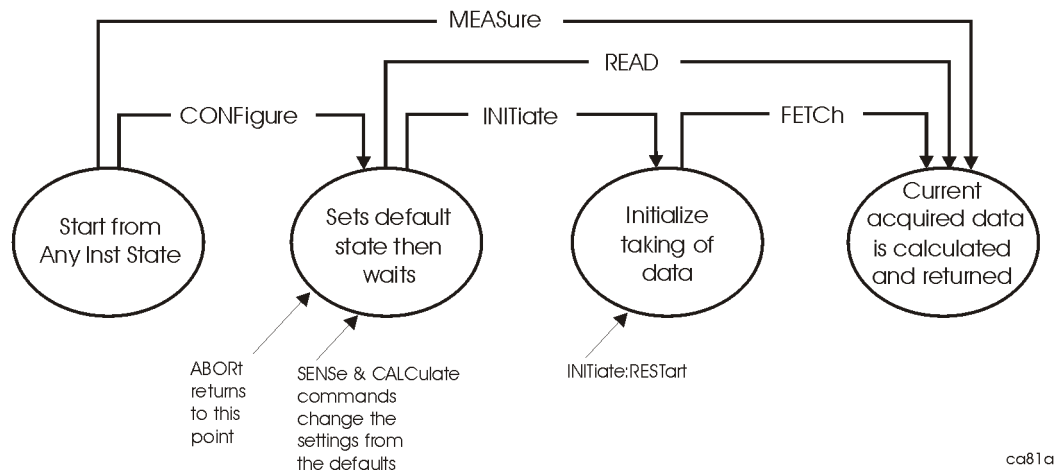 MEASure
READ
CONFigure
INITiate
FETCh
Start from
Any Inst State
Sets default
state then
waits
Initialize
taking of
data
Current
acquired data
is calculated
and returned
ABORt
returns
to this
point
SENSe & CALCulate
commands
change the
settings from
the defaults
INITiate:RESTart
ca81a